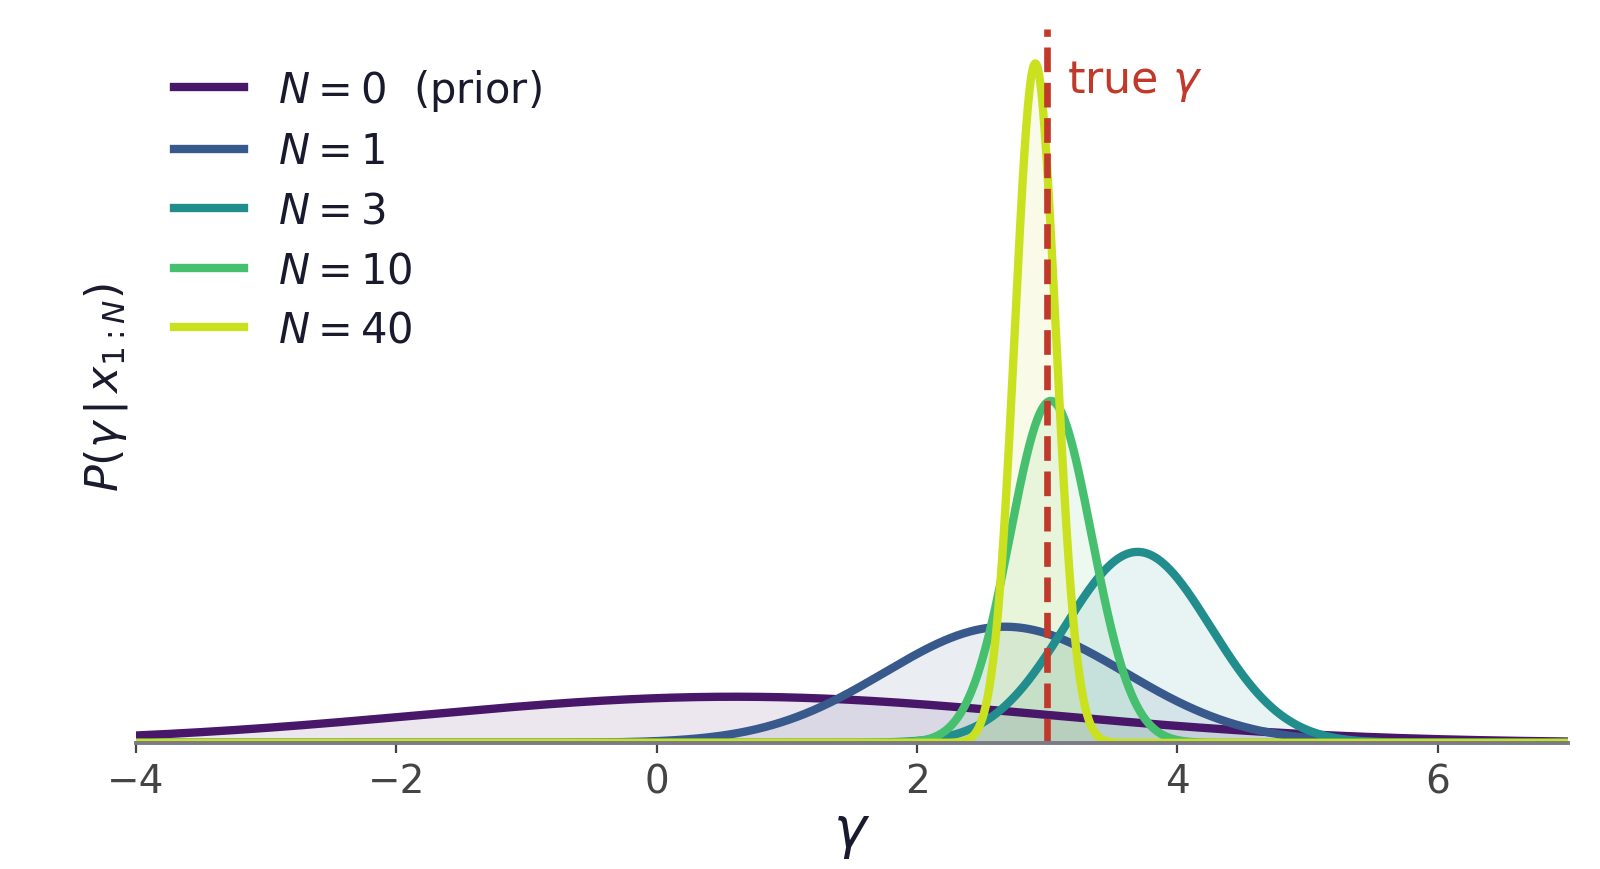 N = 0 (prior)
N = 1
N = 3
N = 10
N = 40
true γ
P(γ | x₁:N)
−4 −2 0 2 4 6
γ